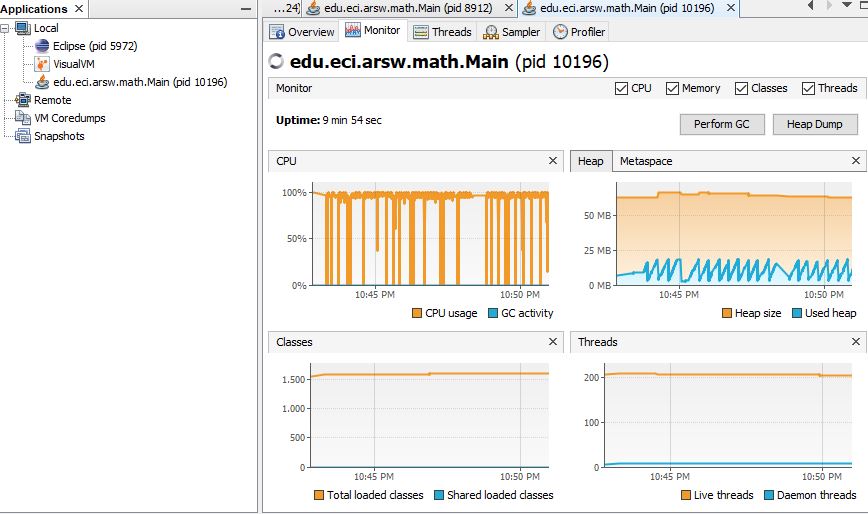 Applications
Local
Eclipse (pid 5972)
VisualVM
edu.eci.arsw.math.Main (pid 10196)
Remote
VM Coredumps
Snapshots
...24)
edu.eci.arsw.math.Main (pid 8912)
edu.eci.arsw.math.Main (pid 10196)
Overview
Monitor
Threads
Sampler
Profiler
edu.eci.arsw.math.Main (pid 10196)
Monitor
CPU
Memory
Classes
Threads
Uptime: 9 min 54 sec
Perform GC
Heap Dump
CPU
100%
50%
0%
10:45 PM
10:50 PM
CPU usage
GC activity
Heap
Metaspace
50 MB
25 MB
0 MB
10:45 PM
10:50 PM
Heap size
Used heap
Classes
1.500
1.000
500
0
10:45 PM
10:50 PM
Total loaded classes
Shared loaded classes
Threads
200
100
0
10:45 PM
10:50 PM
Live threads
Daemon threads